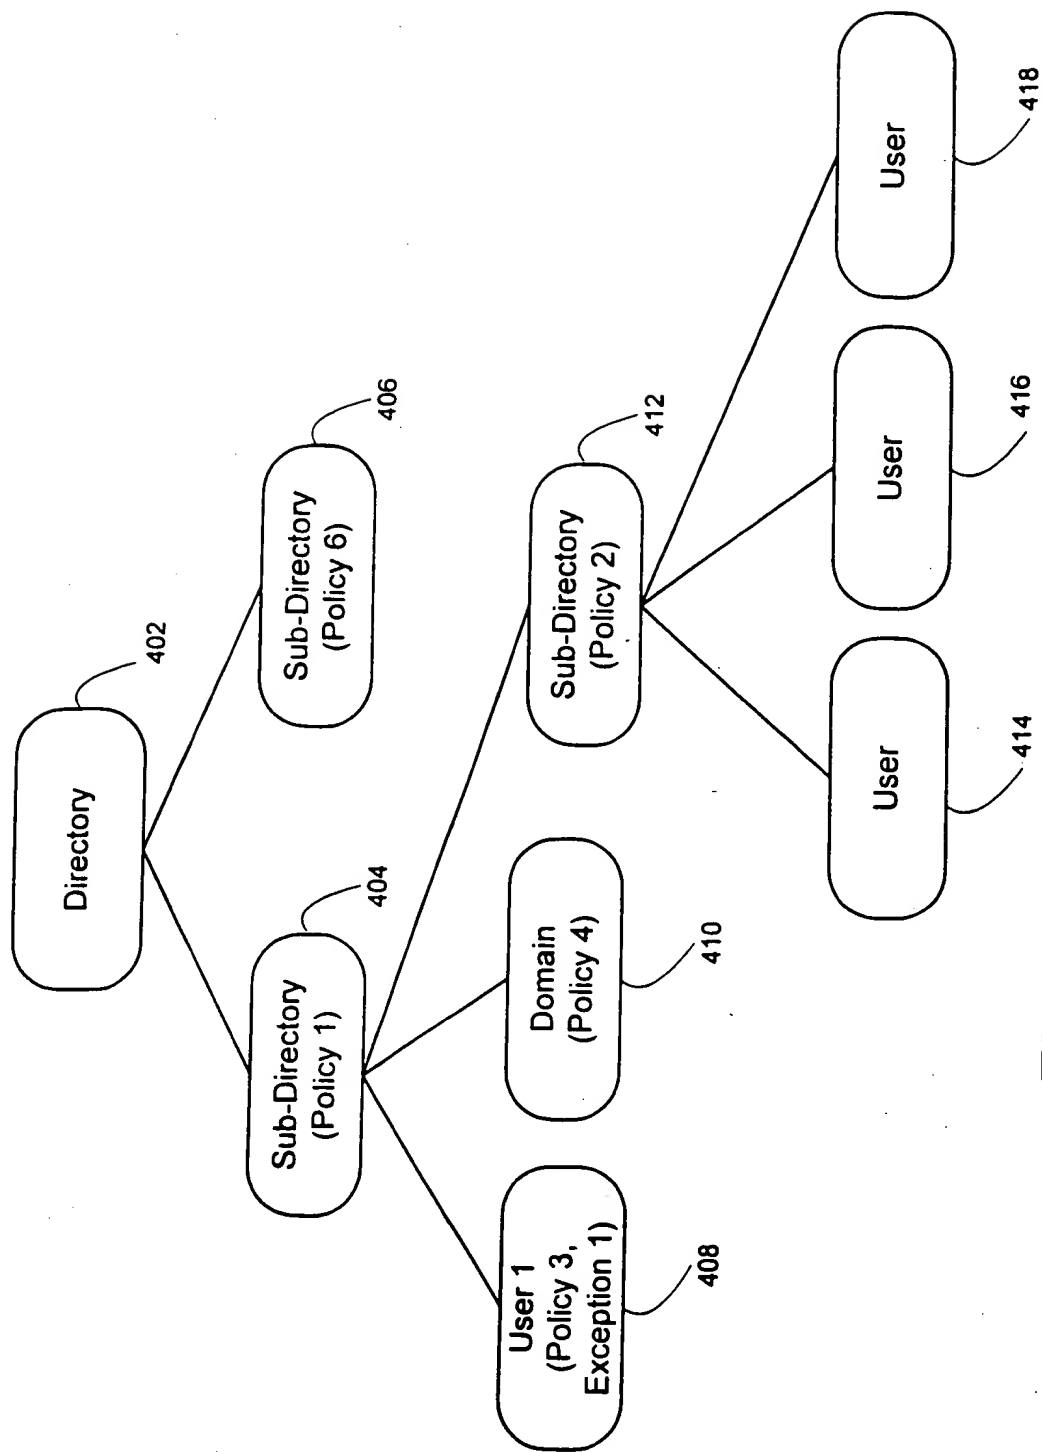 Directory
402
Sub-Directory
(Policy 1)
404
Sub-Directory
(Policy 6)
406
User 1
(Policy 3,
Exception 1)
408
Domain
(Policy 4)
410
Sub-Directory
(Policy 2)
412
User
414
User
416
User
418